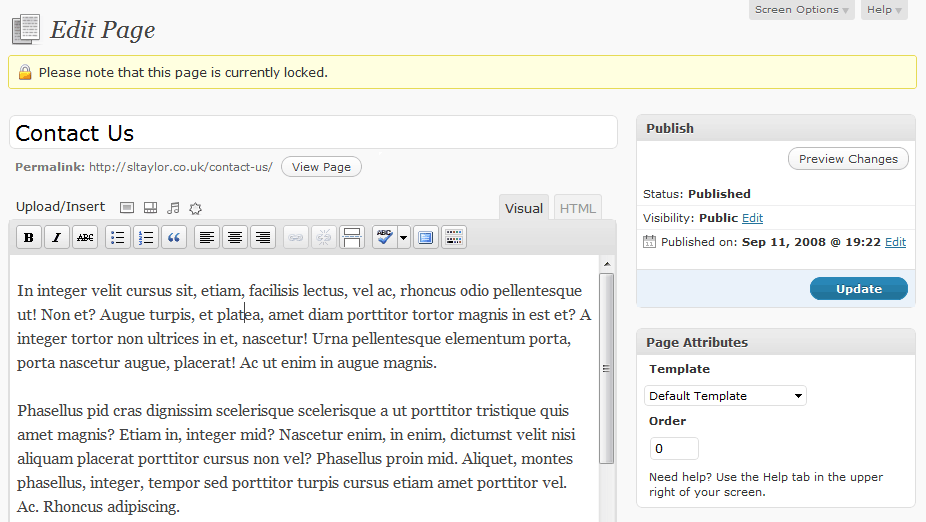 Screen Options
Help
Edit Page
Please note that this page is currently locked.
Contact Us
Permalink: http://sltaylor.co.uk/contact-us/ View Page
Upload/Insert
Visual
HTML
B I ABC 1 2 3 “ ABC
In integer velit cursus sit, etiam, facilisis lectus, vel ac, rhoncus odio pellentesque
ut! Non et? Augue turpis, et platea, amet diam porttitor tortor magnis in est et? A
integer tortor non ultrices in et, nascetur! Urna pellentesque elementum porta,
porta nascetur augue, placerat! Ac ut enim in augue magnis.
Phasellus pid cras dignissim scelerisque scelerisque a ut porttitor tristique quis
amet magnis? Etiam in, integer mid? Nascetur enim, in enim, dictumst velit nisi
aliquam placerat porttitor cursus non vel? Phasellus proin mid. Aliquet, montes
phasellus, integer, tempor sed porttitor turpis cursus etiam amet porttitor vel.
Ac. Rhoncus adipiscing.
Publish
Preview Changes
Status: Published
Visibility: Public Edit
Published on: Sep 11, 2008 @ 19:22 Edit
Update
Page Attributes
Template
Default Template
Order
0
Need help? Use the Help tab in the upper
right of your screen.